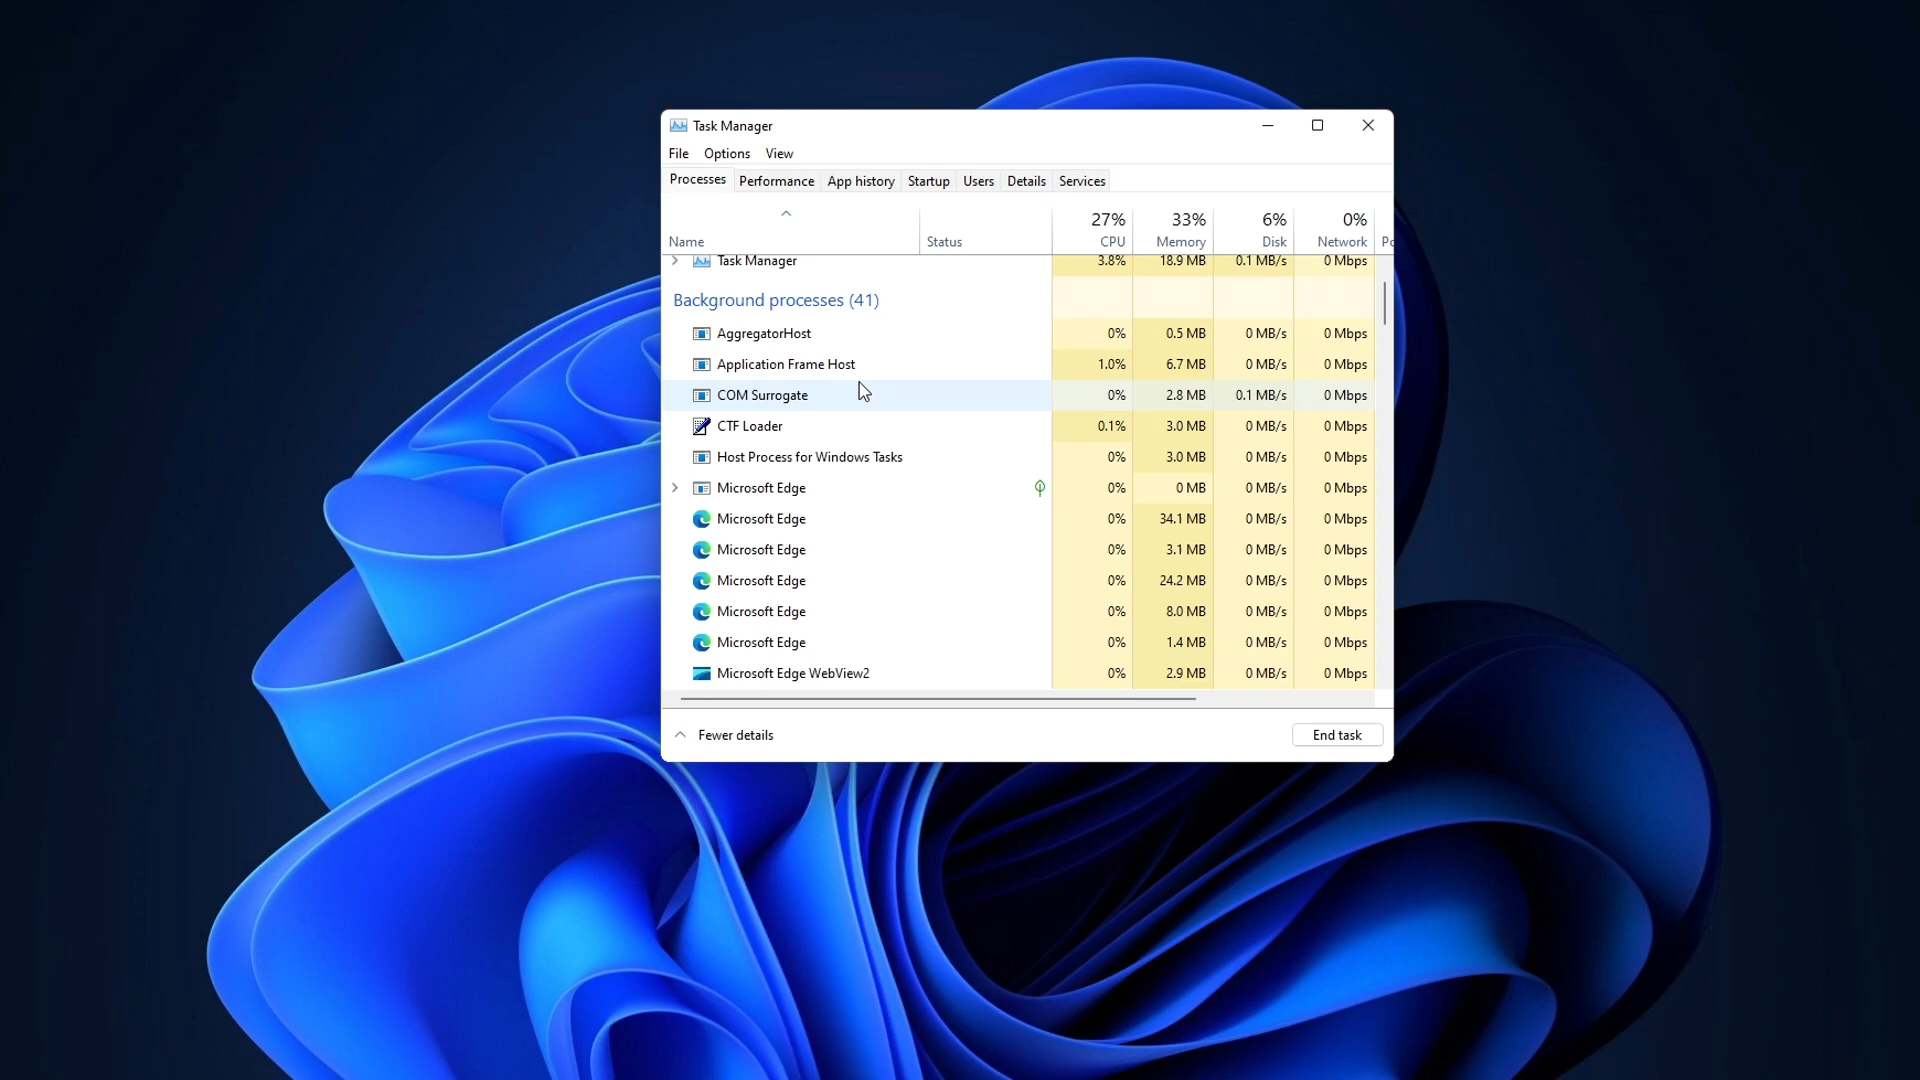 Task Manager
File Options View
Processes Performance App history Startup Users Details Services
27% 33% 6% 0%
Name Status CPU Memory Disk Network Po
Task Manager 3.8% 18.9 MB 0.1 MB/s 0 Mbps
Background processes (41)
AggregatorHost 0% 0.5 MB 0 MB/s 0 Mbps
Application Frame Host 1.0% 6.7 MB 0 MB/s 0 Mbps
COM Surrogate 0% 2.8 MB 0.1 MB/s 0 Mbps
CTF Loader 0.1% 3.0 MB 0 MB/s 0 Mbps
Host Process for Windows Tasks 0% 3.0 MB 0 MB/s 0 Mbps
Microsoft Edge 0% 0 MB 0 MB/s 0 Mbps
Microsoft Edge 0% 34.1 MB 0 MB/s 0 Mbps
Microsoft Edge 0% 3.1 MB 0 MB/s 0 Mbps
Microsoft Edge 0% 24.2 MB 0 MB/s 0 Mbps
Microsoft Edge 0% 8.0 MB 0 MB/s 0 Mbps
Microsoft Edge 0% 1.4 MB 0 MB/s 0 Mbps
Microsoft Edge WebView2 0% 2.9 MB 0 MB/s 0 Mbps
Fewer details End task